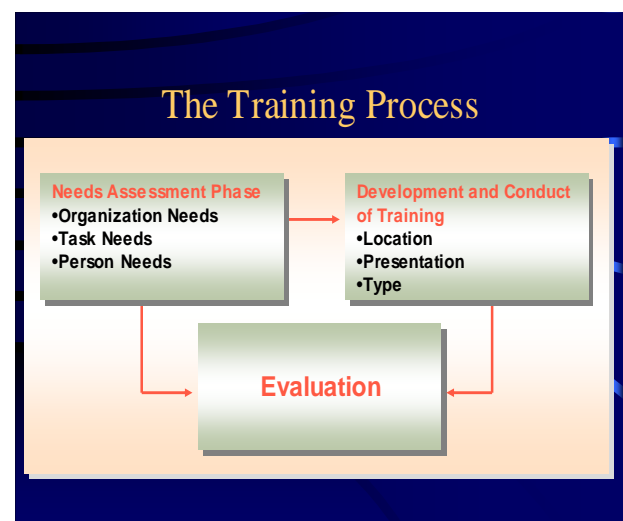 The Training Process
Needs Assessment Phase
•Organization Needs
•Task Needs
•Person Needs
Development and Conduct
of Training
•Location
•Presentation
•Type
Evaluation